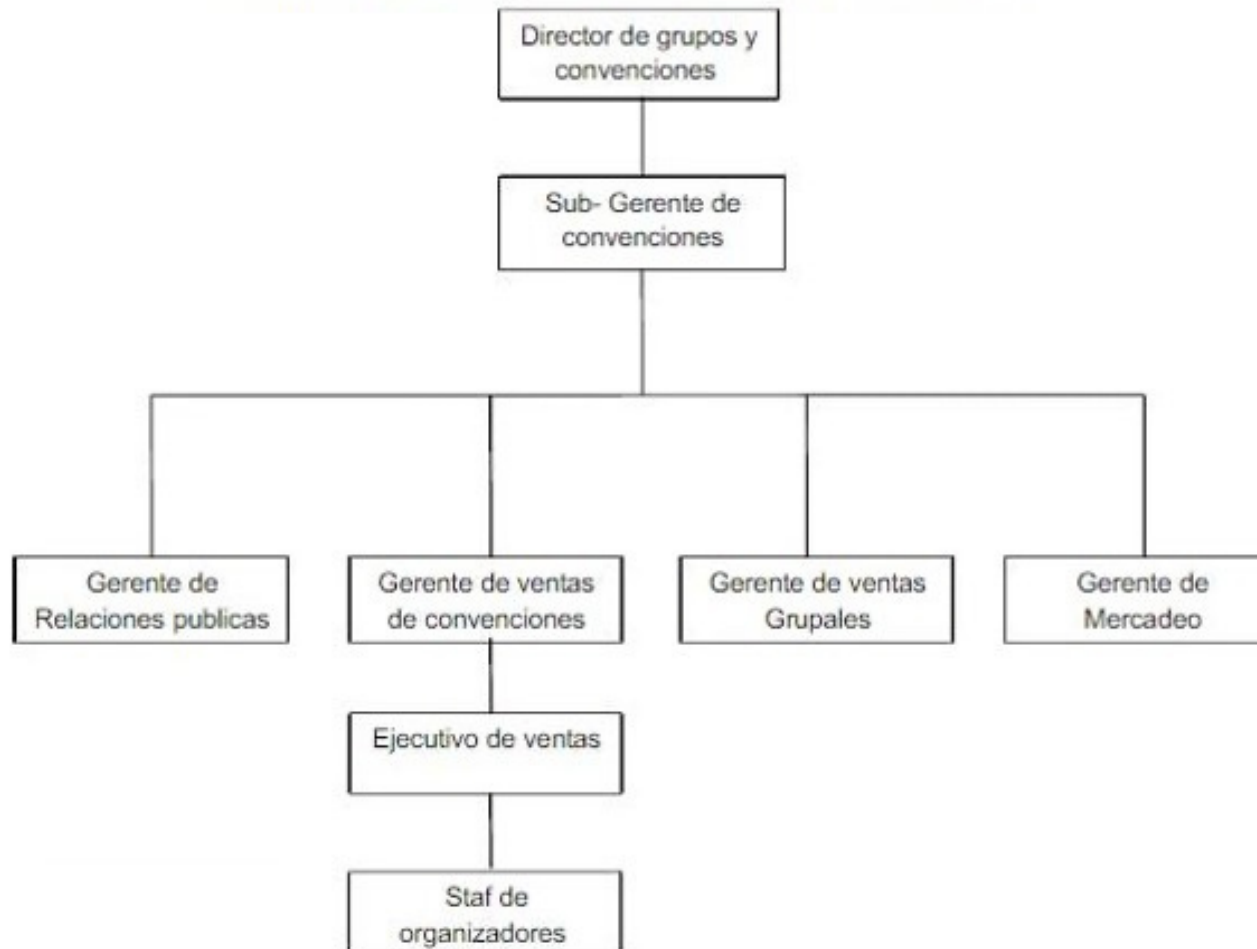 Director de grupos y
convenciones
Sub- Gerente de
convenciones
Gerente de
Relaciones publicas
Gerente de ventas
de convenciones
Gerente de ventas
Grupales
Gerente de
Mercadeo
Ejecutivo de ventas
Staf de
organizadores